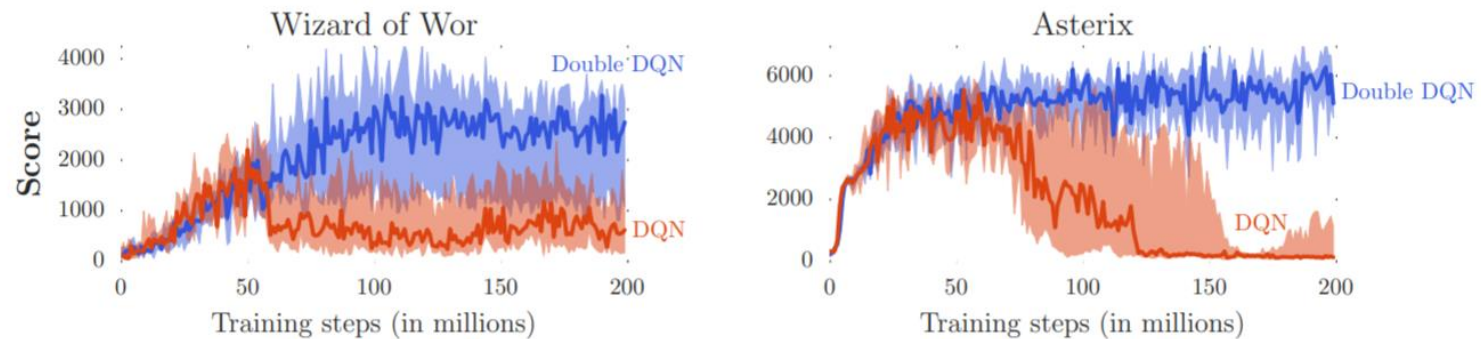 Wizard of Wor
Score
4000
3000
2000
1000
0
0 50 100 150 200
Training steps (in millions)
Double DQN
DQN
Asterix
6000
4000
2000
0
0 50 100 150 200
Training steps (in millions)
Double DQN
DQN